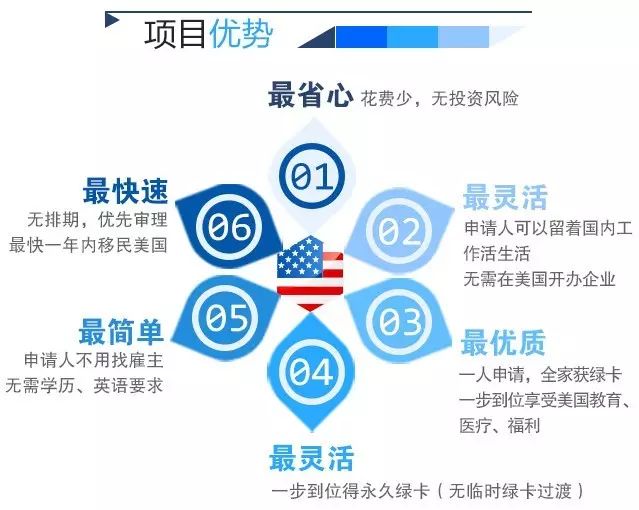 项目优势
最省心 花费少，无投资风险
01
最灵活
申请人可以留着国内工
作活生活
无需在美国开办企业
02
最优质
一人申请，全家获绿卡
一步到位享受美国教育、
医疗、福利
03
04
最灵活
一步到位得永久绿卡（无临时绿卡过渡）
最简单
申请人不用找雇主
无需学历、英语要求
05
最快速
无排期，优先审理
最快一年内移民美国
06